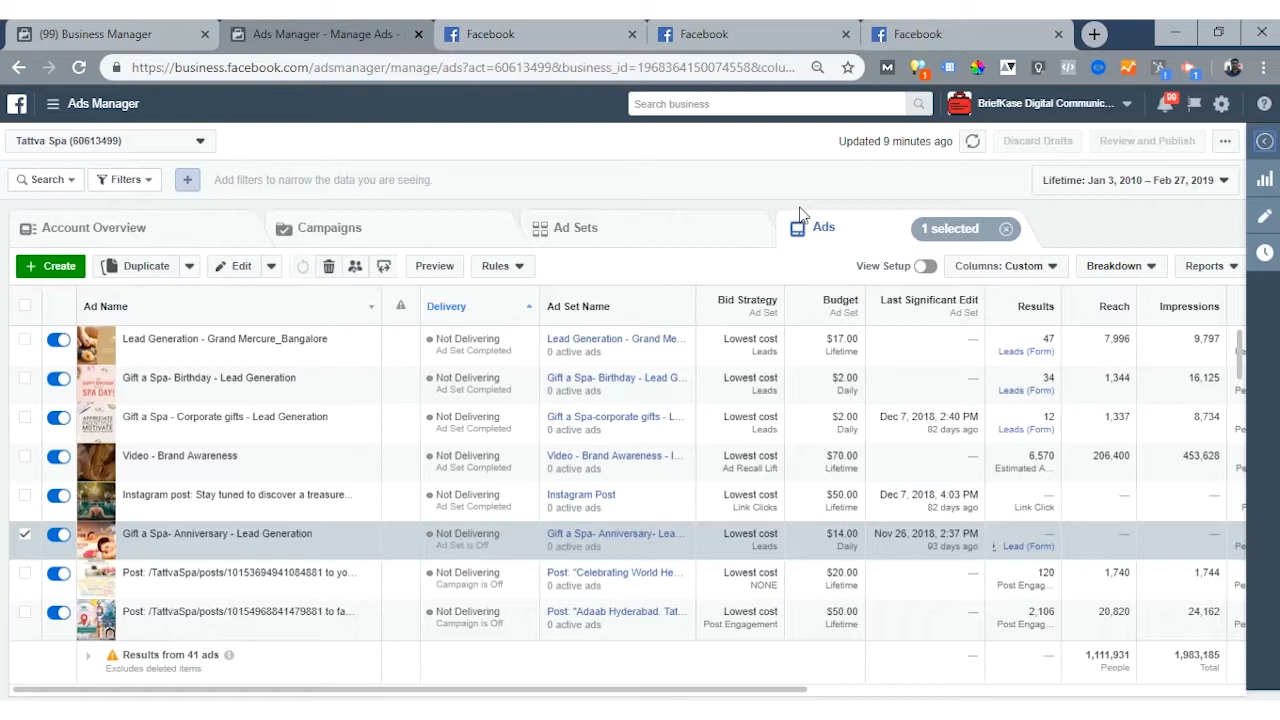 (99) Business Manager
Ads Manager - Manage Ads -
Facebook
Facebook
Facebook
https://business.facebook.com/adsmanager/manage/ads?act=60613499&business_id=1968364150074558&colu...
Ads Manager
Search business
BriefKase Digital Communic...
99
Tattva Spa (60613499)
Updated 9 minutes ago
Discard Drafts
Review and Publish
Search
Filters
Add filters to narrow the data you are seeing.
Lifetime: Jan 3, 2010 – Feb 27, 2019
Account Overview
Campaigns
Ad Sets
Ads
1 selected
+ Create
Duplicate
Edit
Preview
Rules
View Setup
Columns: Custom
Breakdown
Reports
Ad Name
Delivery
Ad Set Name
Bid Strategy
Ad Set
Budget
Ad Set
Last Significant Edit
Ad Set
Results
Reach
Impressions
Lead Generation - Grand Mercure_Bangalore
Not Delivering
Ad Set Completed
Lead Generation - Grand Me...
0 active ads
Lowest cost
Leads
$17.00
Lifetime
—
47
Leads (Form)
7,996
9,797
Gift a Spa- Birthday - Lead Generation
Not Delivering
Ad Set Completed
Gift a Spa- Birthday - Lead G...
0 active ads
Lowest cost
Leads
$2.00
Daily
—
34
Leads (Form)
1,344
16,125
Gift a Spa - Corporate gifts - Lead Generation
Not Delivering
Ad Set Completed
Gift a Spa-corporate gifts - L...
0 active ads
Lowest cost
Leads
$2.00
Daily
Dec 7, 2018, 2:40 PM
82 days ago
12
Leads (Form)
1,337
8,734
Pe
Video - Brand Awareness
Not Delivering
Ad Set Completed
Video - Brand Awareness - I...
0 active ads
Lowest cost
Ad Recall Lift
$70.00
Lifetime
—
6,570
Estimated A...
206,400
453,628
Instagram post: Stay tuned to discover a treasure...
Not Delivering
Ad Set Completed
Instagram Post
0 active ads
Lowest cost
Link Clicks
$50.00
Lifetime
Dec 7, 2018, 4:03 PM
82 days ago
—
Link Click
—
—
Gift a Spa- Anniversary - Lead Generation
Not Delivering
Ad Set is Off
Gift a Spa- Anniversary- Lea...
0 active ads
Lowest cost
Leads
$14.00
Daily
Nov 26, 2018, 2:37 PM
93 days ago
—
Lead (Form)
—
—
Post: /TattvaSpa/posts/10153694941084881 to yo...
Not Delivering
Campaign is Off
Post: "Celebrating World He...
0 active ads
Lowest cost
NONE
$20.00
Lifetime
—
120
Post Engag...
1,740
1,744
Pe
Post: /TattvaSpa/posts/10154968841479881 to fa...
Not Delivering
Campaign is Off
Post: "Adaab Hyderabad. Tat...
0 active ads
Lowest cost
Post Engagement
$50.00
Lifetime
—
2,106
Post Engag...
20,820
24,162
Pe
Results from 41 ads
Excludes deleted items
—
—
1,111,931
People
1,983,185
Total